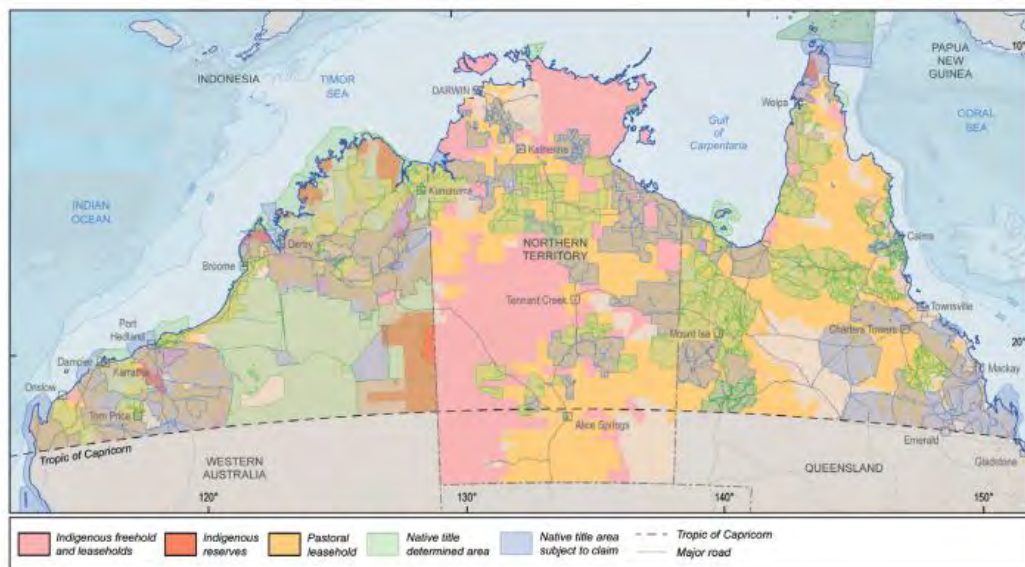 10°
INDONESIA
TIMOR
SEA
DARWIN
PAPUA
NEW
GUINEA
Weipa
CORAL
SEA
Katherine
Gulf
of
Carpentaria
Kununurra
INDIAN
OCEAN
Derby
Broome
NORTHERN
TERRITORY
Cairns
Tennant Creek
Townsville
Port
Hedland
Mount Isa
Charters Towers
20°
Dampier
Karratha
Mackay
Onslow
Tom Price
Alice Springs
Tropic of Capricorn
Emerald
Gladstone
WESTERN
AUSTRALIA
QUEENSLAND
120°
130°
140°
150°
Indigenous freehold
and leaseholds
Indigenous
reserves
Pastoral
leasehold
Native title
determined area
Native title area
subject to claim
Tropic of Capricorn
Major road